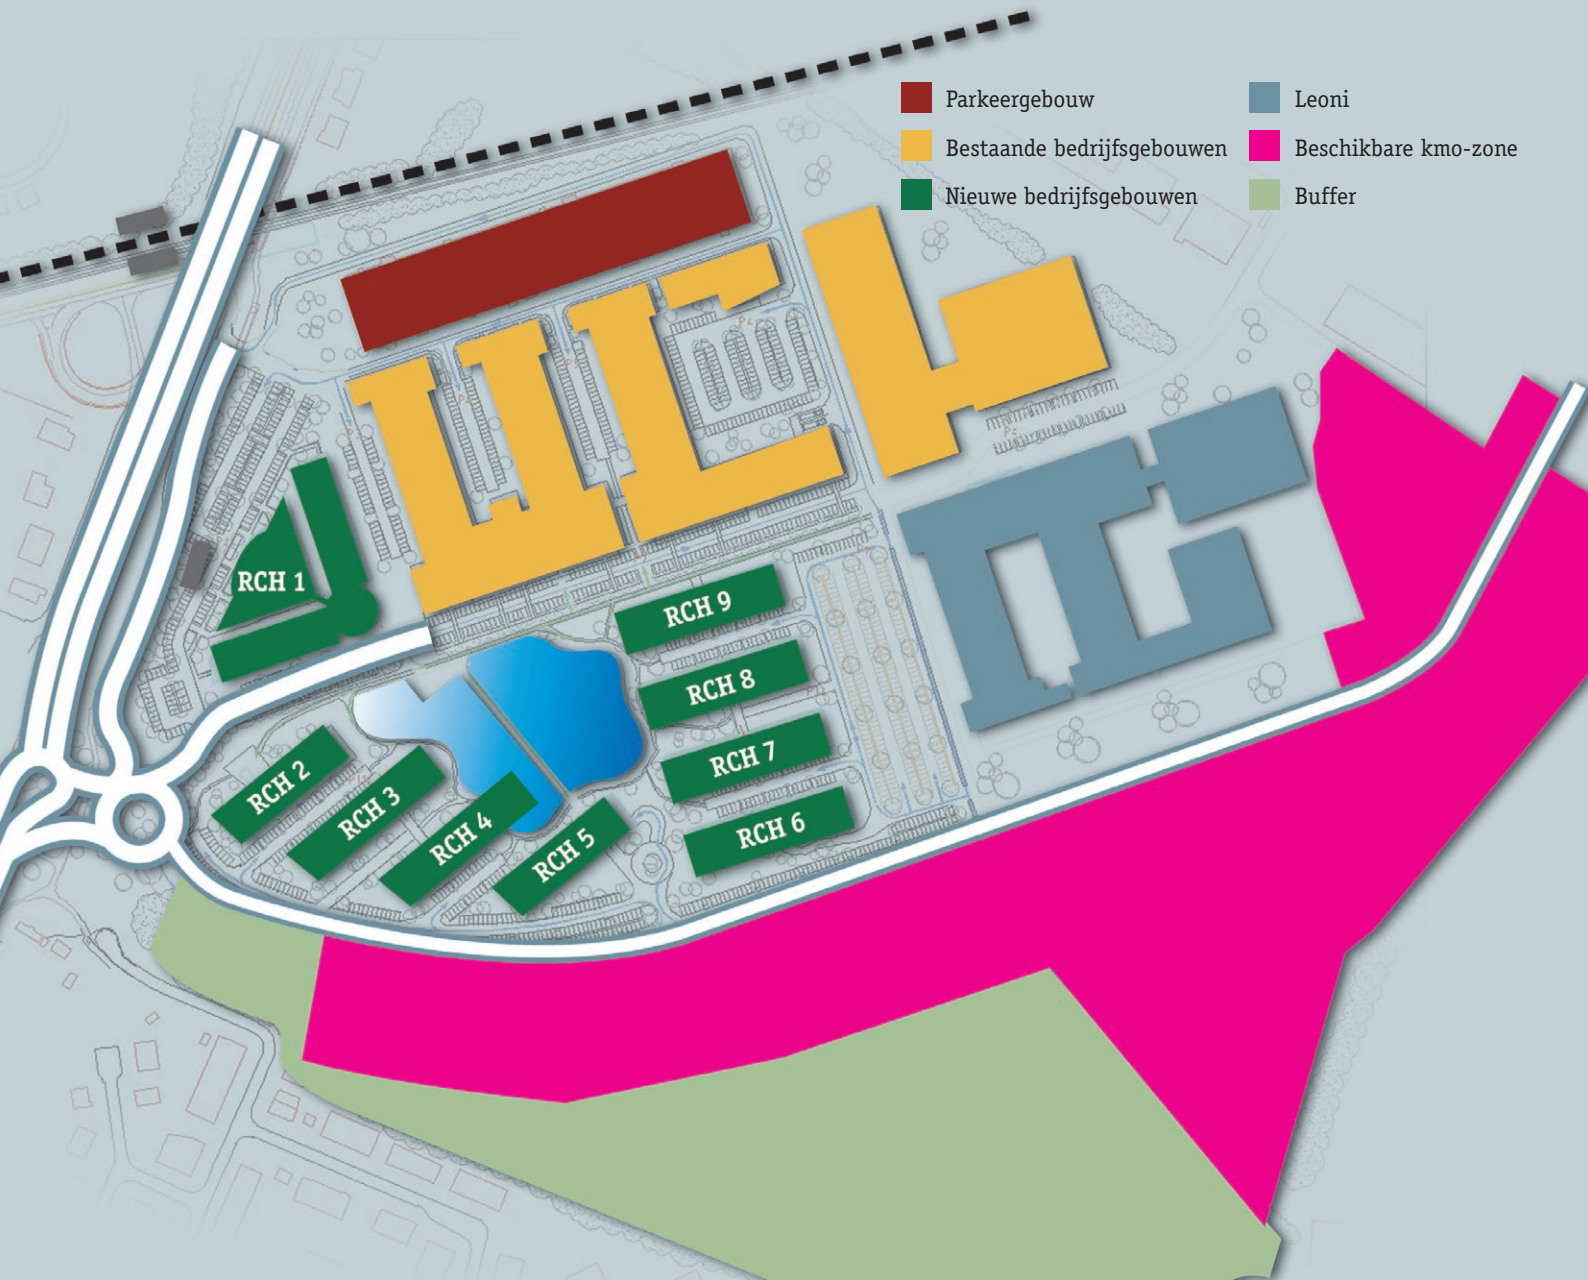 Parkeergebouw
Bestaande bedrijfsgebouwen
Nieuwe bedrijfsgebouwen
Leoni
Beschikbare kmo-zone
Buffer
RCH 1
RCH 9
RCH 8
RCH 7
RCH 6
RCH 2
RCH 3
RCH 4
RCH 5